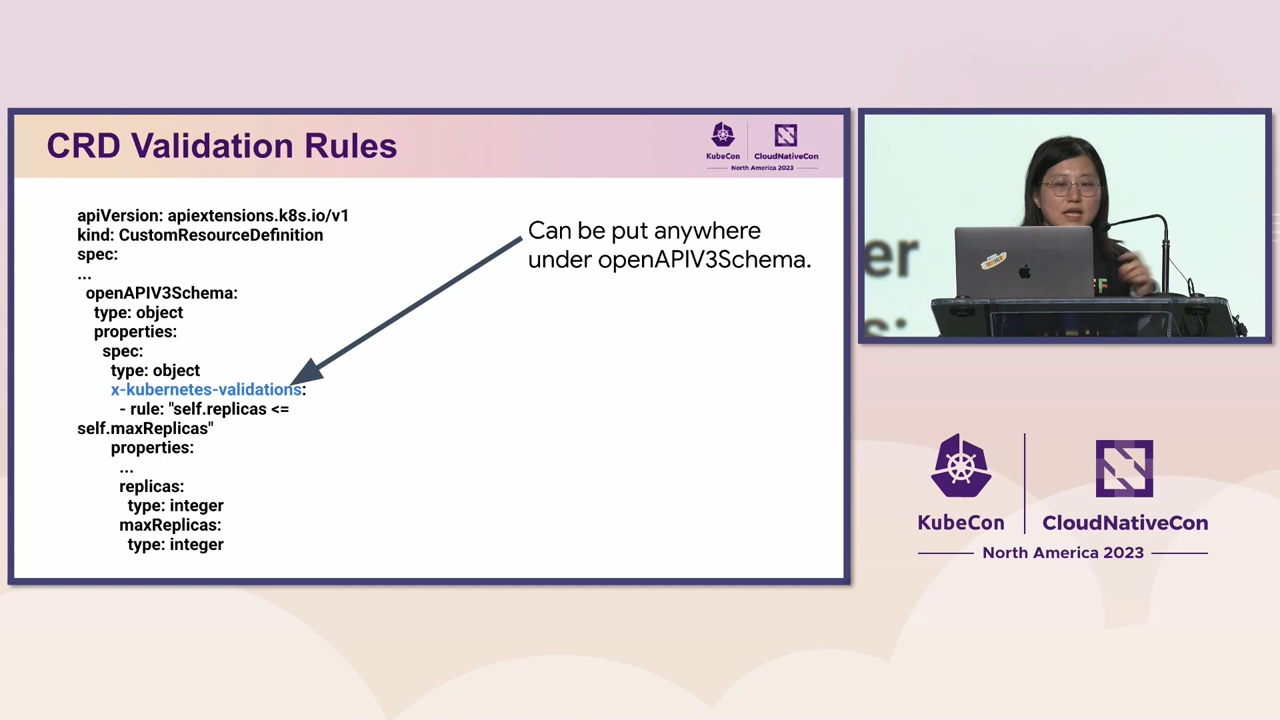 CRD Validation Rules
KubeCon
CloudNativeCon
North America 2023
apiVersion: apiextensions.k8s.io/v1
kind: CustomResourceDefinition
spec:
...
openAPIV3Schema:
type: object
properties:
spec:
type: object
x-kubernetes-validations:
- rule: "self.replicas <=
self.maxReplicas"
properties:
...
replicas:
type: integer
maxReplicas:
type: integer
Can be put anywhere
under openAPIV3Schema.
er
s:
FF
KubeCon
CloudNativeCon
North America 2023